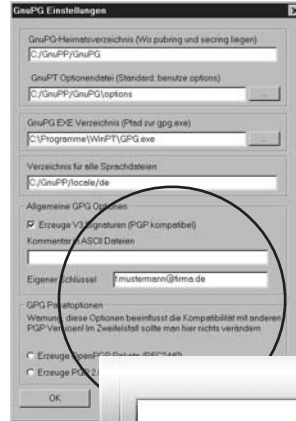 GnuPG Einstellungen
GnuPG Heimatsverzeichnis (Wo pubring und secring liegen)
C:/GnuPP/GnuPG
GnuPT Optionendatei (Standard: benutze options)
C:/GnuPP/GnuPG\options
...
GnuPG EXE Verzeichnis (Pfad zur gpg.exe)
C:\Programme\WinPT\GPG.exe
...
Verzeichnis für alle Sprachdateien
C:/GnuPP/locale/de
Allgemeine GPG Optionen
Erzeuge V3 Signaturen (PGP kompatibel)
Kommentar in ASCII Dateien
Eigener Schlüssel
f.mustermann@firma.de
GPG Paketoptionen
Warnung, diese Optionen beeinflusst die Kompatibilität mit anderen
PGP Versionen! Im Zweifelsfall sollte man hier nichts verändern
Erzeuge OpenPGP Pakete (RFC2440)
Erzeuge PGP 2.
OK